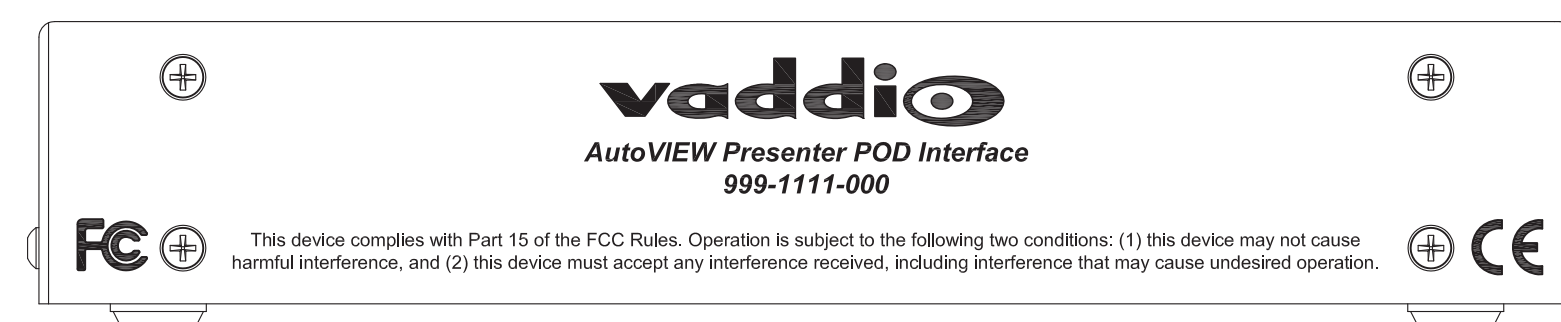 vaddio
AutoVIEW Presenter POD Interface
999-1111-000
FC
This device complies with Part 15 of the FCC Rules. Operation is subject to the following two conditions: (1) this device may not cause
harmful interference, and (2) this device must accept any interference received, including interference that may cause undesired operation.
CE